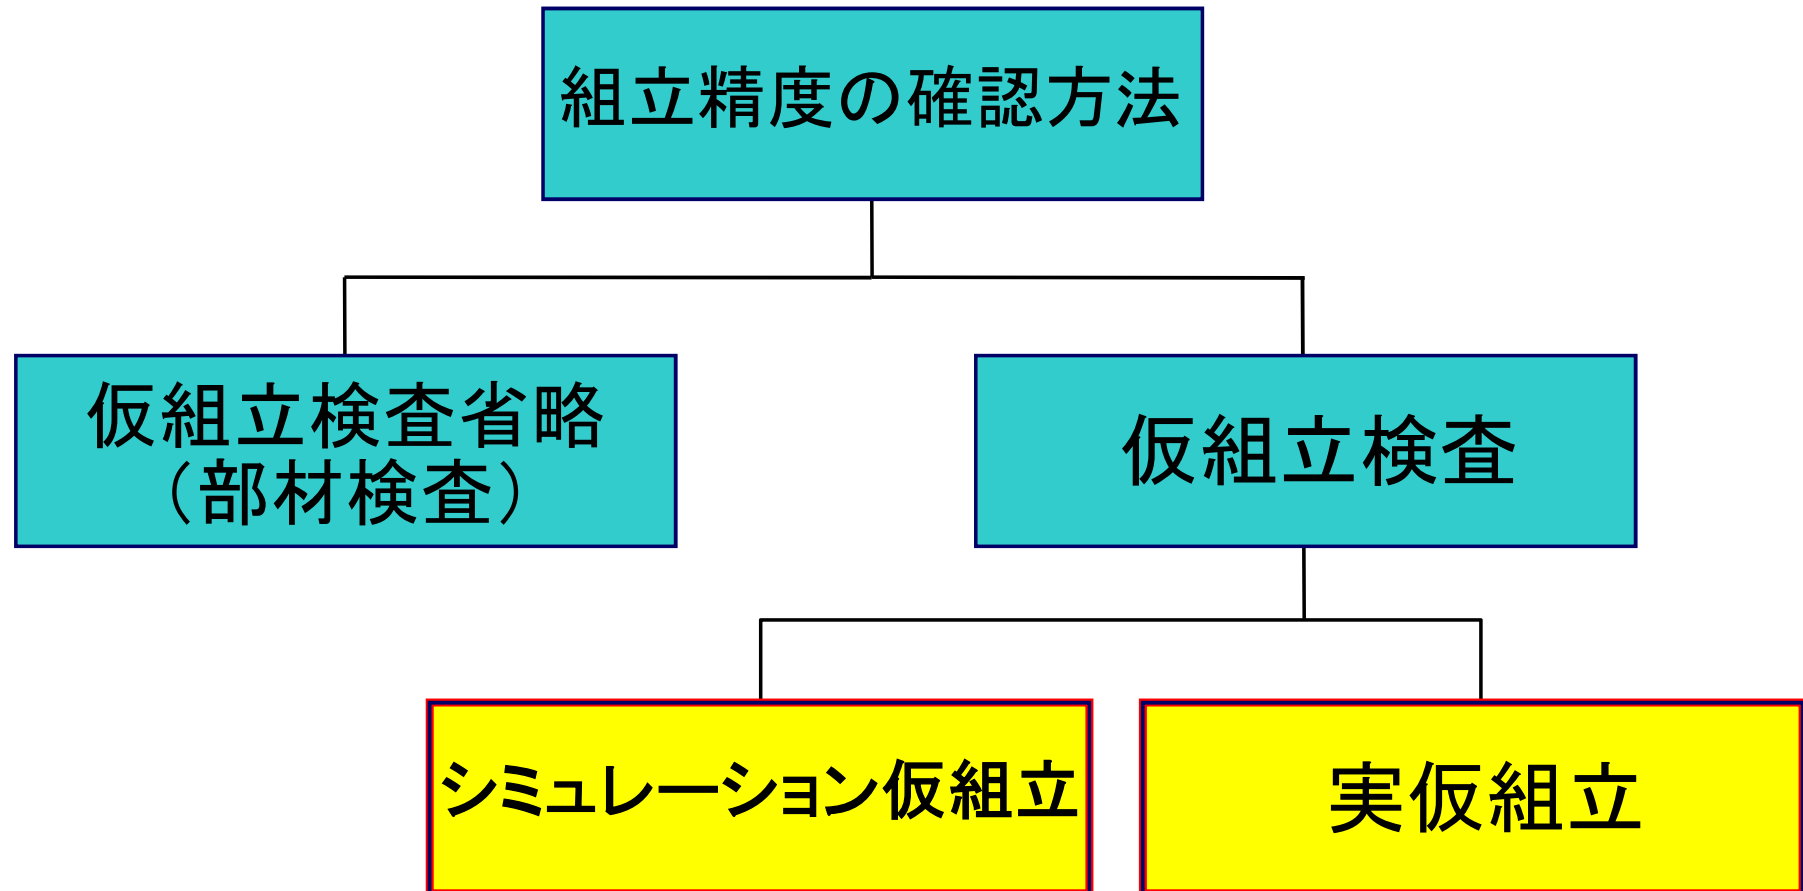 組立精度の確認方法
仮組立検査省略
（部材検査）
仮組立検査
シミュレーション仮組立
実仮組立